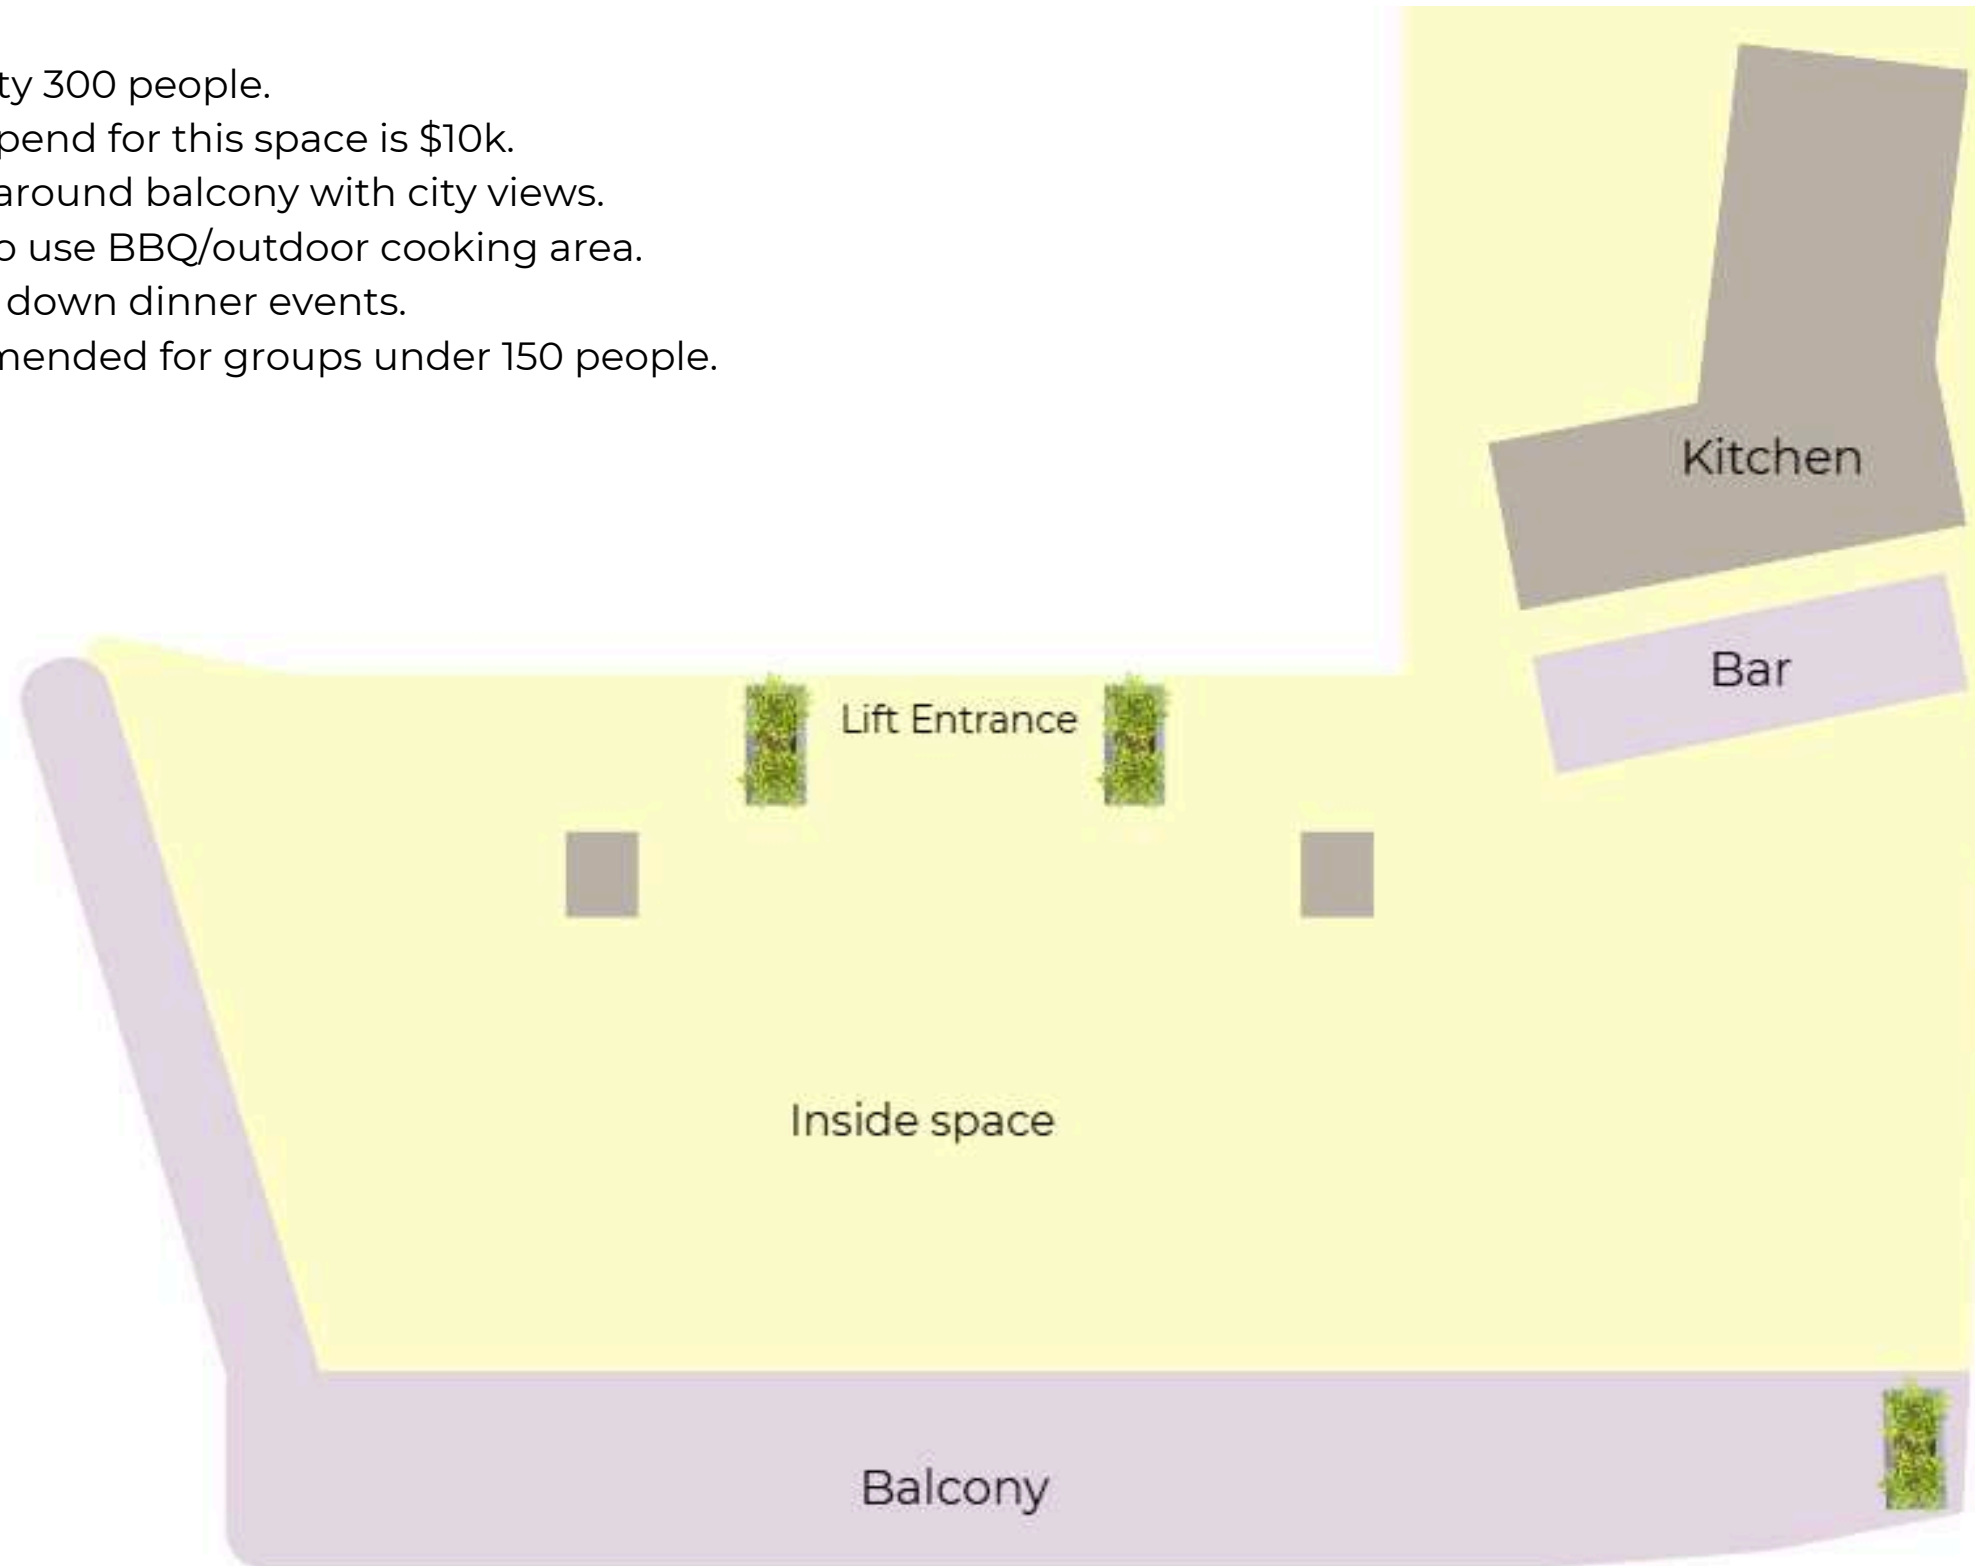 ty 300 people.
pend for this space is $10k.
around balcony with city views.
o use BBQ/outdoor cooking area.
down dinner events.
mended for groups under 150 people.
Kitchen
Bar
Lift Entrance
Inside space
Balcony